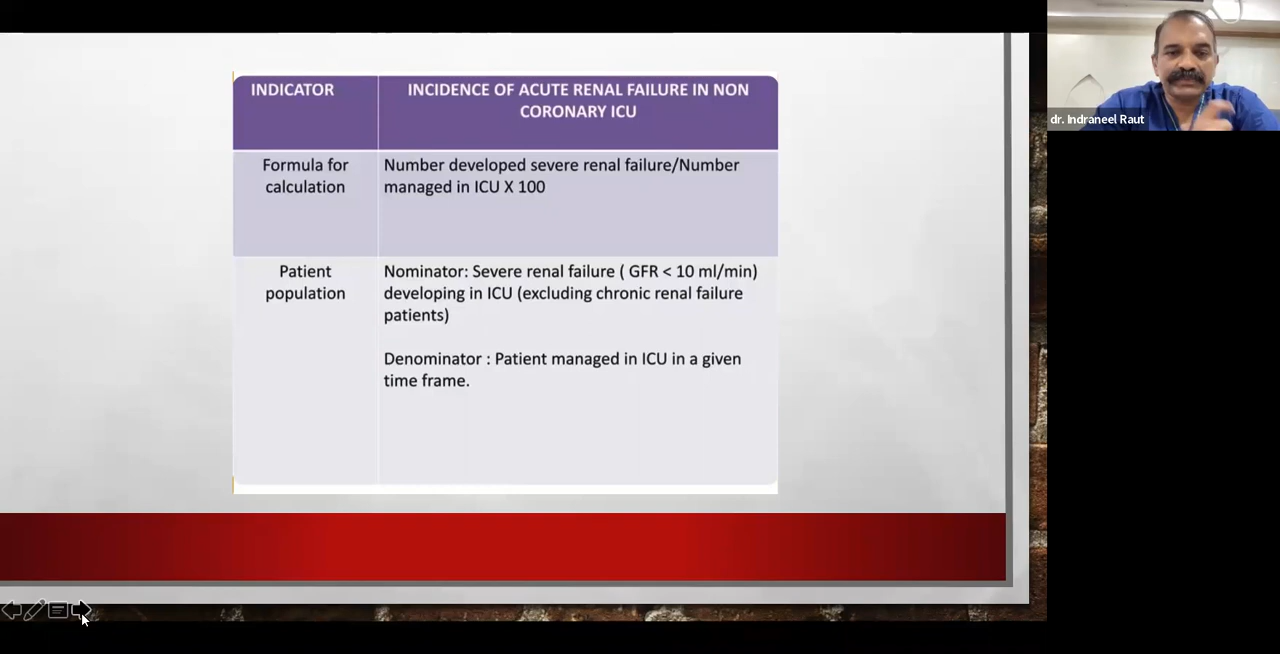 INDICATOR
INCIDENCE OF ACUTE RENAL FAILURE IN NON
CORONARY ICU
Formula for
calculation
Number developed severe renal failure/Number
managed in ICU X 100
Patient
population
Nominator: Severe renal failure ( GFR < 10 ml/min)
developing in ICU (excluding chronic renal failure
patients)
Denominator : Patient managed in ICU in a given
time frame.
dr. Indraneel Raut